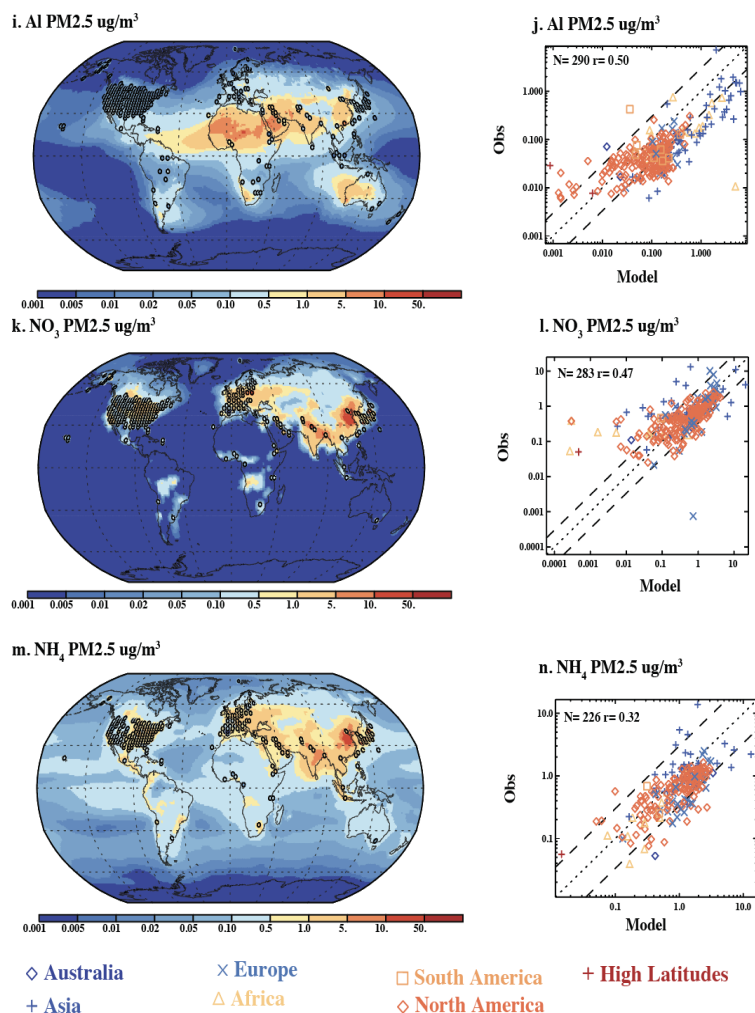 i. Al PM2.5 ug/m³
0.001 0.005 0.01 0.02 0.05 0.10 0.5 1.0 5. 10. 50.
j. Al PM2.5 ug/m³
N= 290 r= 0.50
1.000
0.100
0.010
0.001
Obs
0.001 0.010 0.100 1.000
Model
k. NO₃ PM2.5 ug/m³
0.001 0.005 0.01 0.02 0.05 0.10 0.5 1.0 5. 10. 50.
l. NO₃ PM2.5 ug/m³
N= 283 r= 0.47
10
1
0.1
0.01
0.001
0.0001
Obs
0.0001 0.001 0.01 0.1 1 10
Model
m. NH₄ PM2.5 ug/m³
0.001 0.005 0.01 0.02 0.05 0.10 0.5 1.0 5. 10. 50.
n. NH₄ PM2.5 ug/m³
N= 226 r= 0.32
10.0
1.0
0.1
Obs
0.1 1.0 10.0
Model
Australia Europe South America High Latitudes
Asia Africa North America